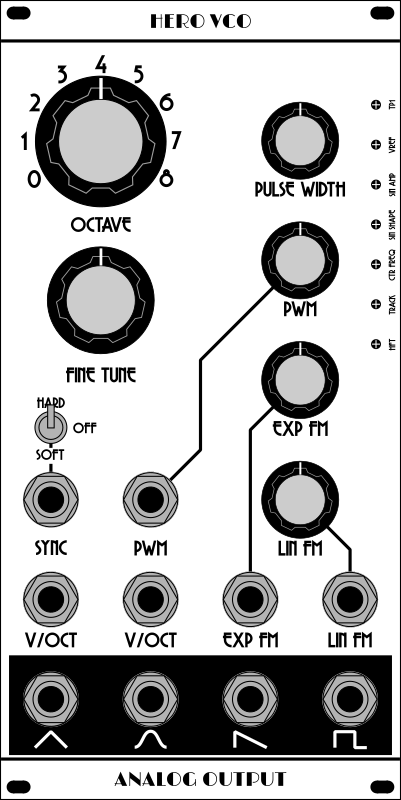 HERO VCO
4
3 5
2 6
1 7
0 8
OCTAVE
PULSE WIDTH
TP1
VREF
SIN AMP
SIN SHAPE
CTR FREQ
TRACK
HFT
FINE TUNE
PWM
HARD
OFF
SOFT
EXP FM
SYNC
PWM
LIN FM
V/OCT
V/OCT
EXP FM
LIN FM
ANALOG OUTPUT